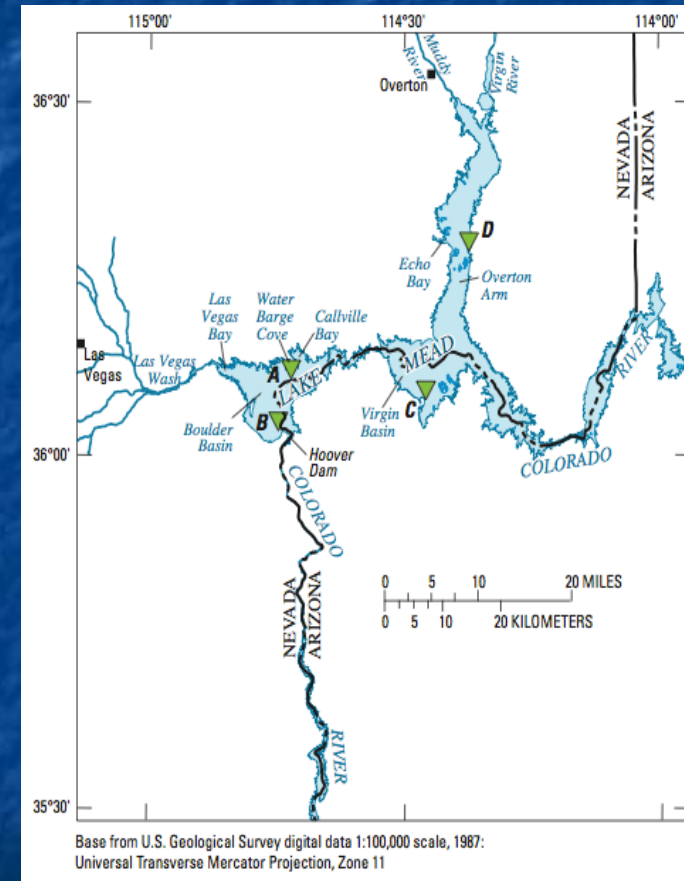 115°00'
114°30'
114°00'
36°30'
Muddy
River
Virgin
River
Overton
NEVADA
ARIZONA
D
Echo
Bay
Overton
Arm
Las
Vegas
Bay
Water
Barge
Cove
Callville
Bay
Las
Vegas
Las Vegas
Wash
A
LAKE
MEAD
RIVER
B
C
Virgin
Basin
Boulder
Basin
36°00'
Hoover
Dam
COLORADO
COLORADO
NEVADA
ARIZONA
0 5 10 20 MILES
0 5 10 20 KILOMETERS
RIVER
35°30'
Base from U.S. Geological Survey digital data 1:100,000 scale, 1987:
Universal Transverse Mercator Projection, Zone 11